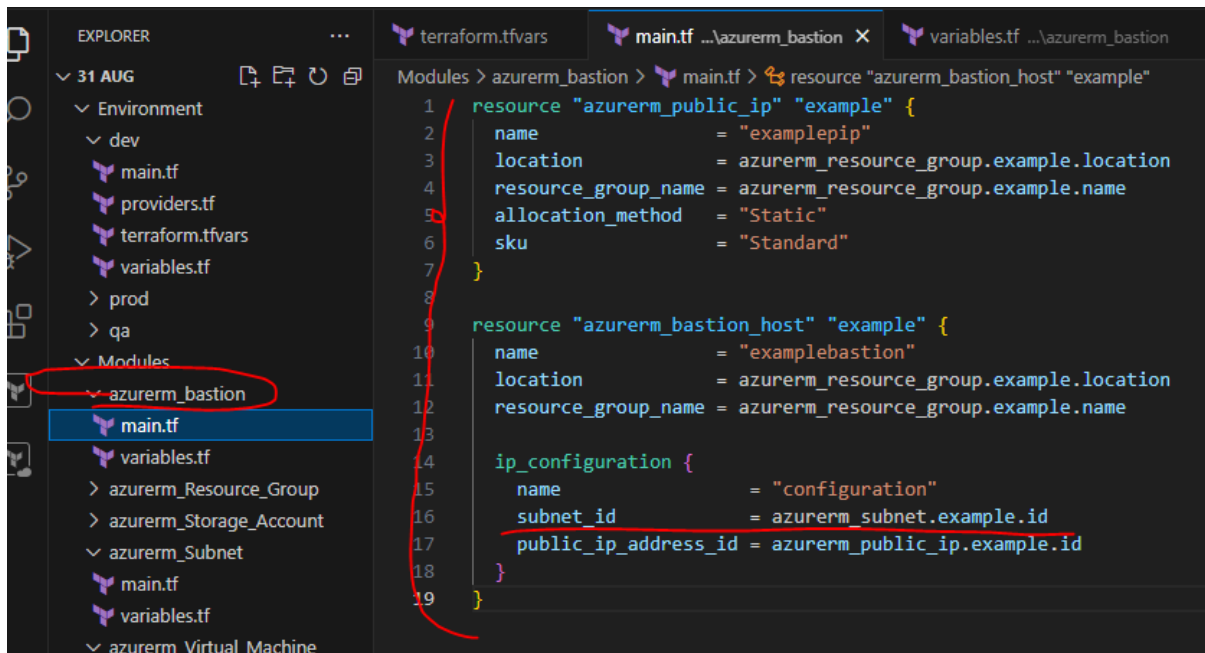 EXPLORER ...
31 AUG
Environment
dev
main.tf
providers.tf
terraform.tfvars
variables.tf
prod
qa
Modules
azurerm_bastion
main.tf
variables.tf
azurerm_Resource_Group
azurerm_Storage_Account
azurerm_Subnet
main.tf
variables.tf
azurerm_Virtual_Machine
terraform.tfvars main.tf ...\azurerm_bastion × variables.tf ...\azurerm_bastion
Modules > azurerm_bastion > main.tf > resource "azurerm_bastion_host" "example"
1 resource "azurerm_public_ip" "example" {
2 name = "examplepip"
3 location = azurerm_resource_group.example.location
4 resource_group_name = azurerm_resource_group.example.name
5 allocation_method = "Static"
6 sku = "Standard"
7 }
8
9 resource "azurerm_bastion_host" "example" {
10 name = "examplebastion"
11 location = azurerm_resource_group.example.location
12 resource_group_name = azurerm_resource_group.example.name
13
14 ip_configuration {
15 name = "configuration"
16 subnet_id = azurerm_subnet.example.id
17 public_ip_address_id = azurerm_public_ip.example.id
18 }
19 }